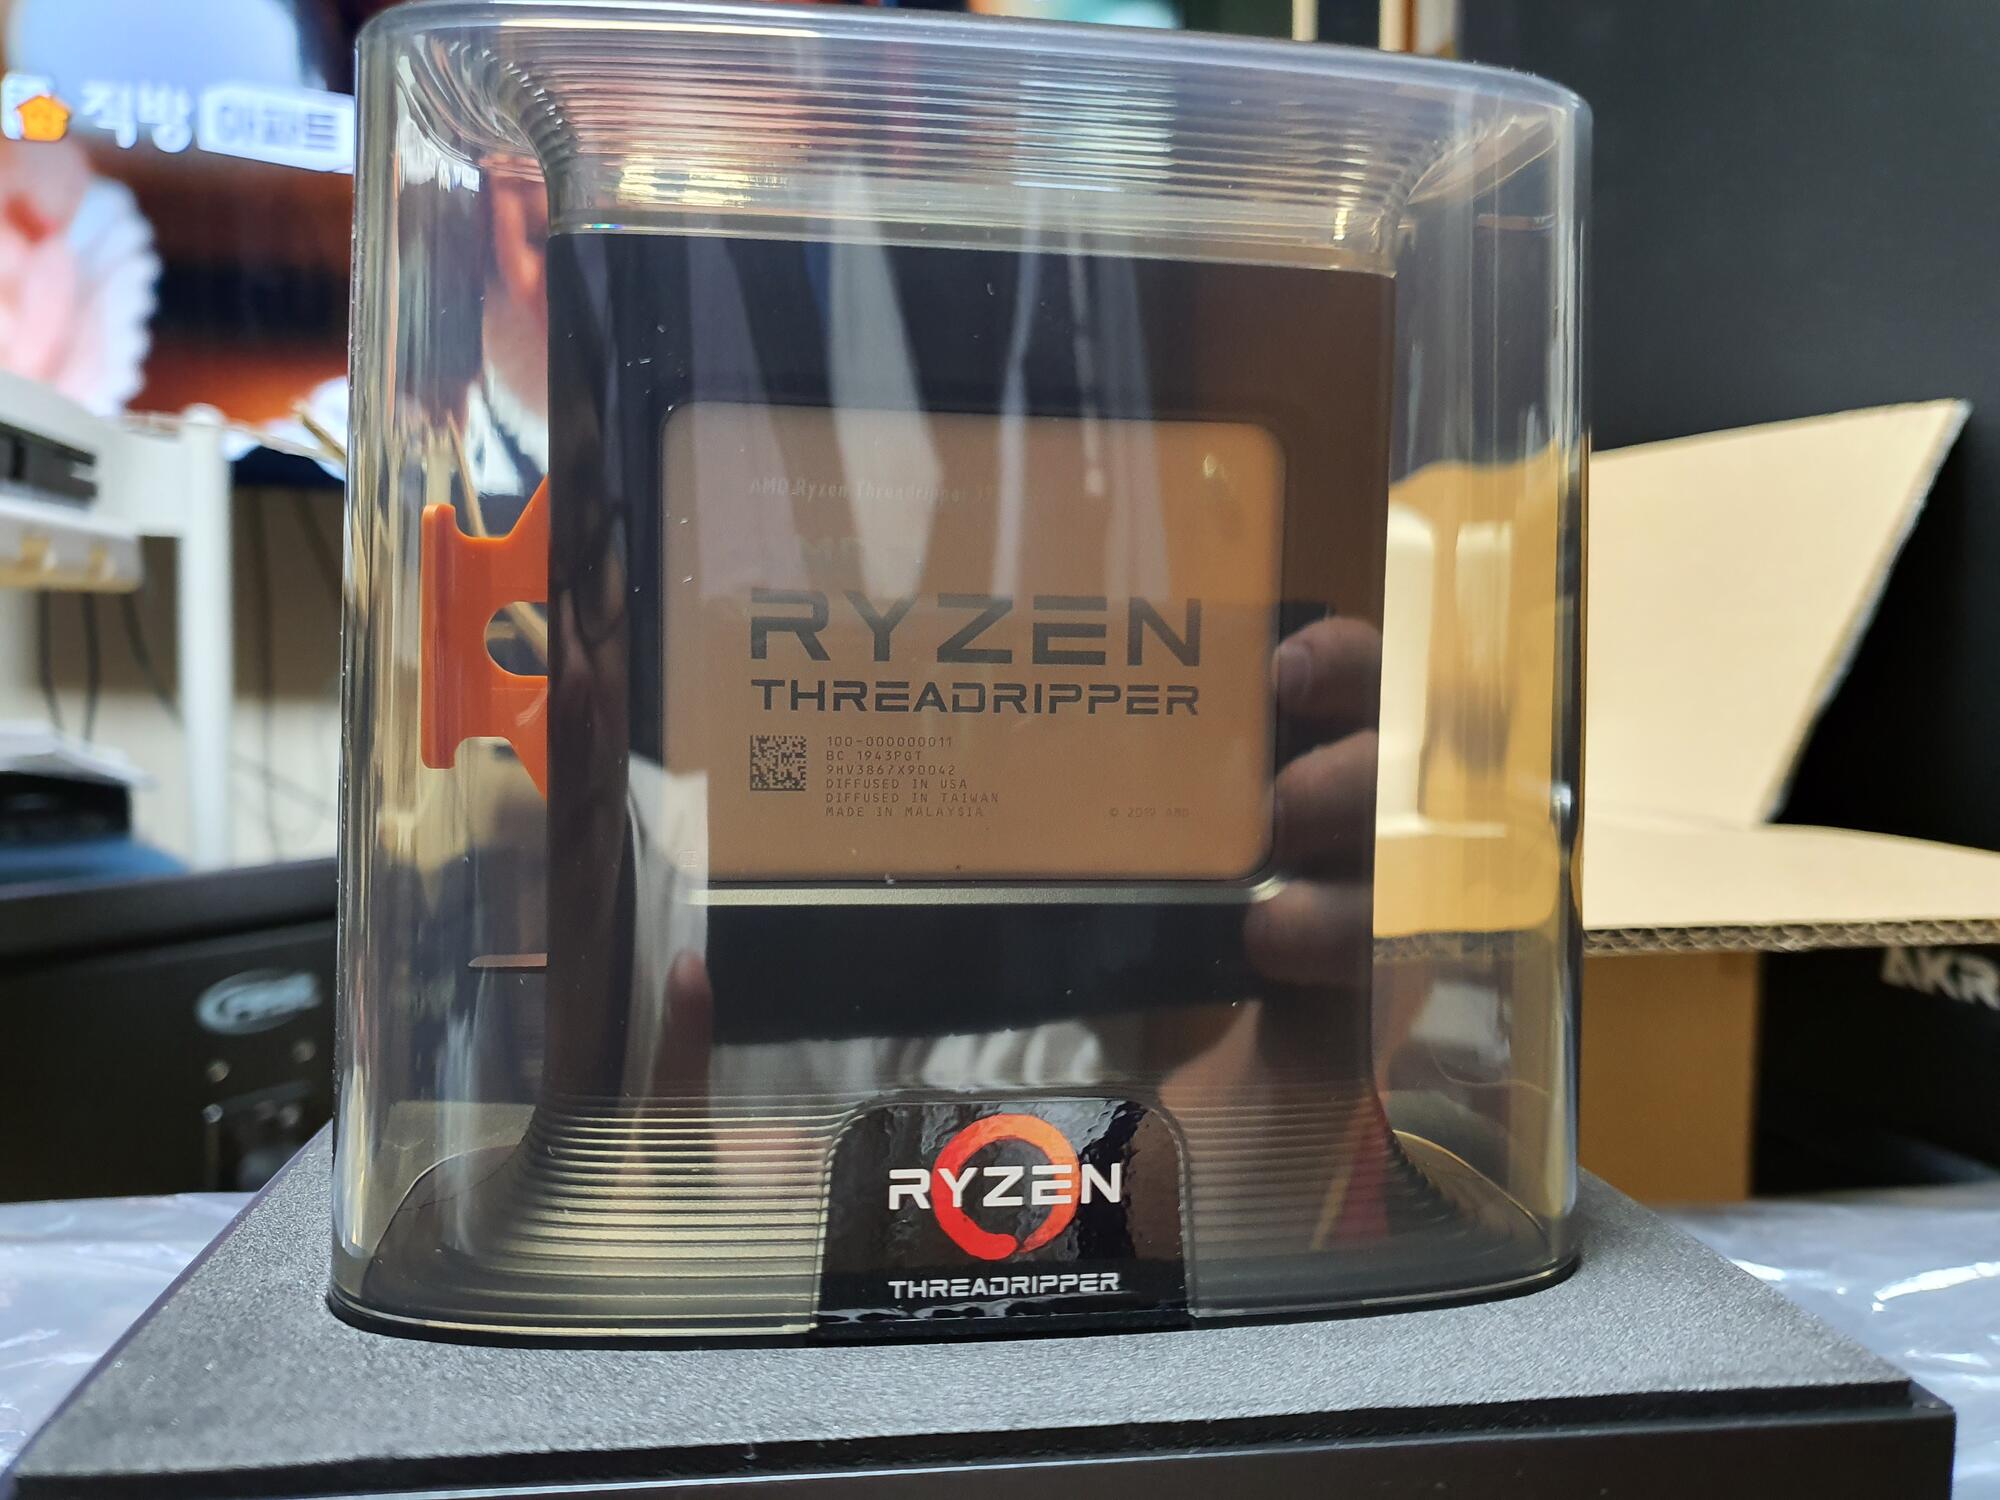 직방 아파트
AMD Ryzen Threadripper
RYZEN
THREADRIPPER
100-000000011
BC 1943PGT
9HV3867X90042
DIFFUSED IN USA
DIFFUSED IN TAIWAN
MADE IN MALAYSIA
© 2019 AMD
RYZEN
THREADRIPPER